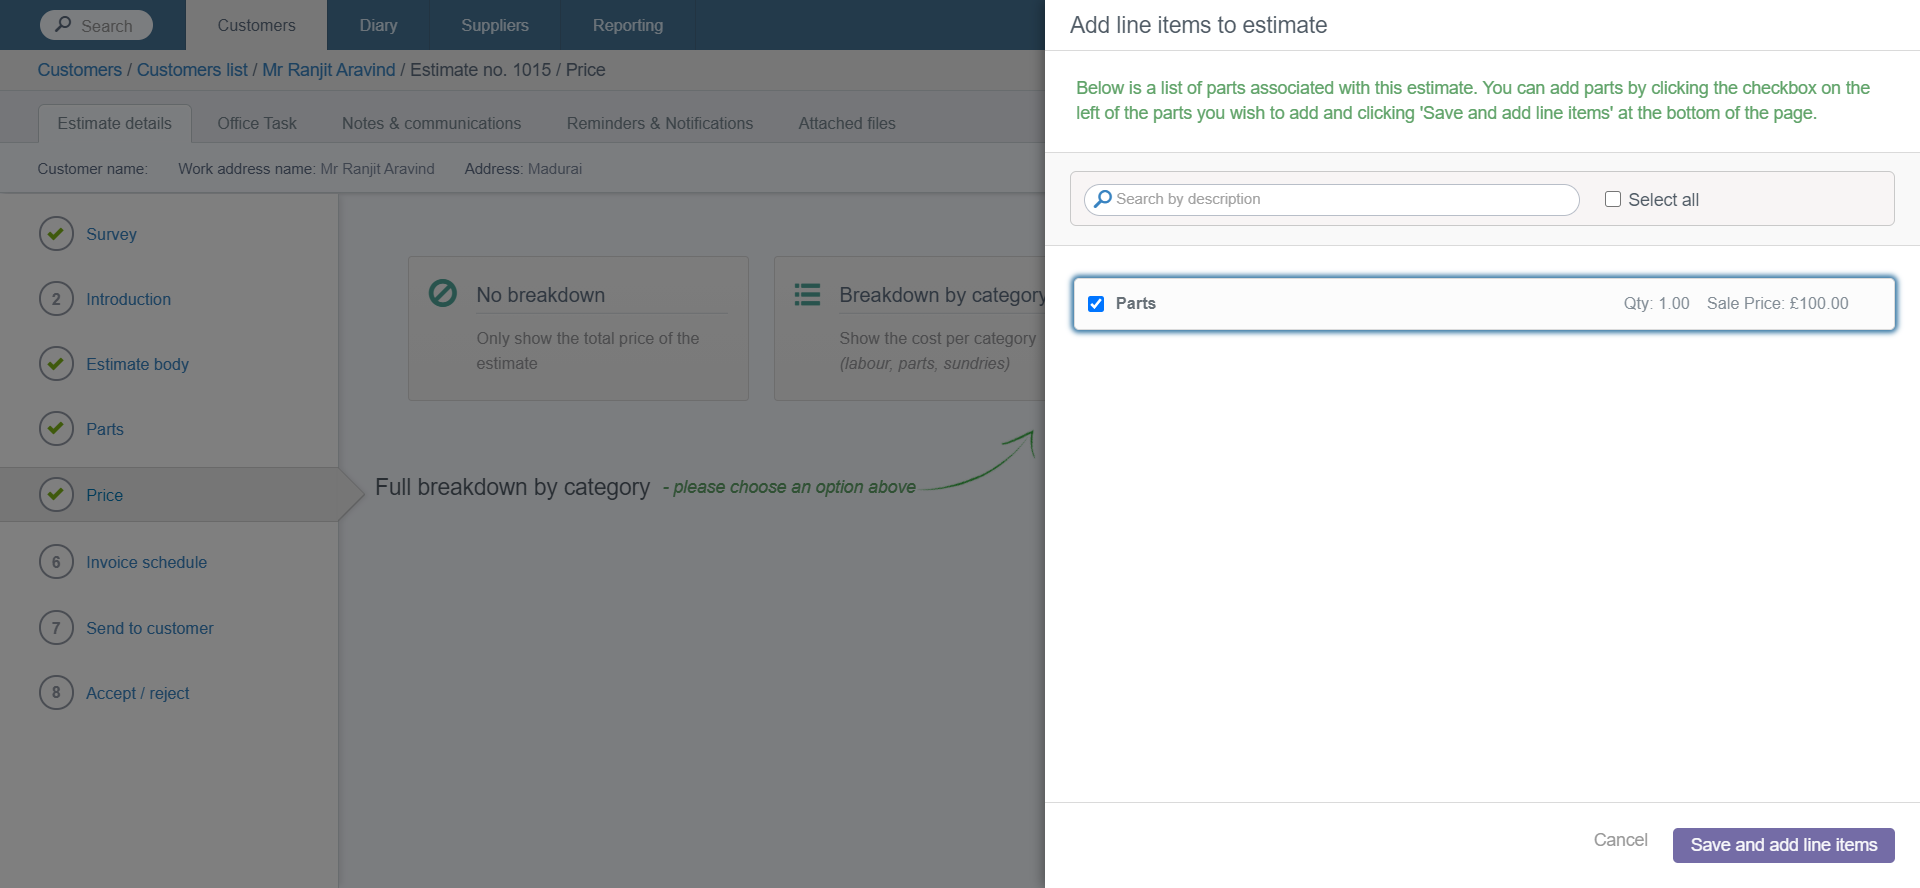 Search
Customers
Diary
Suppliers
Reporting
Customers / Customers list / Mr Ranjit Aravind / Estimate no. 1015 / Price
Estimate details
Office Task
Notes & communications
Reminders & Notifications
Attached files
Customer name:
Work address name: Mr Ranjit Aravind
Address: Madurai
Survey
2 Introduction
Estimate body
Parts
Price
6 Invoice schedule
7 Send to customer
8 Accept / reject
No breakdown
Only show the total price of the
estimate
Breakdown by category
Show the cost per category
(labour, parts, sundries)
Full breakdown by category - please choose an option above
Add line items to estimate
Below is a list of parts associated with this estimate. You can add parts by clicking the checkbox on the
left of the parts you wish to add and clicking 'Save and add line items' at the bottom of the page.
Search by description
Select all
Parts
Qty: 1.00
Sale Price: £100.00
Cancel
Save and add line items